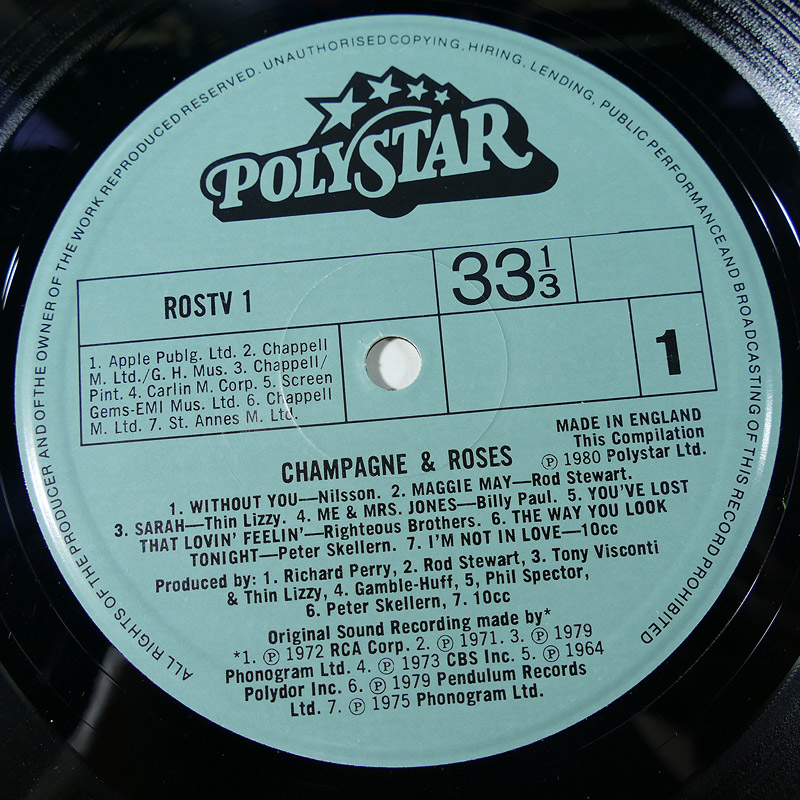 ALL RIGHTS OF THE PRODUCER AND OF THE OWNER OF THE WORK REPRODUCED RESERVED. UNAUTHORISED COPYING, HIRING, LENDING, PUBLIC PERFORMANCE AND BROADCASTING OF THIS RECORD PROHIBITED
POLYSTAR
ROSTV 1
33 1/3
1. Apple Publg. Ltd. 2. Chappell
M. Ltd./G. H. Mus. 3. Chappell/
Pint. 4. Carlin M. Corp. 5. Screen
Gems-EMI Mus. Ltd. 6. Chappell
M. Ltd. 7. St. Annes M. Ltd.
1
MADE IN ENGLAND
This Compilation
℗ 1980 Polystar Ltd.
CHAMPAGNE & ROSES
1. WITHOUT YOU—Nilsson. 2. MAGGIE MAY—Rod Stewart.
3. SARAH—Thin Lizzy. 4. ME & MRS. JONES—Billy Paul. 5. YOU'VE LOST
THAT LOVIN' FEELIN'—Righteous Brothers. 6. THE WAY YOU LOOK
TONIGHT—Peter Skellern. 7. I'M NOT IN LOVE—10cc
Produced by: 1. Richard Perry, 2. Rod Stewart, 3. Tony Visconti
& Thin Lizzy, 4. Gamble-Huff, 5, Phil Spector,
6. Peter Skellern, 7. 10cc
Original Sound Recording made by*
*1. ℗ 1972 RCA Corp. 2. ℗ 1971. 3. ℗ 1979
Phonogram Ltd. 4. ℗ 1973 CBS Inc. 5. ℗ 1964
Polydor Inc. 6. ℗ 1979 Pendulum Records
Ltd. 7. ℗ 1975 Phonogram Ltd.